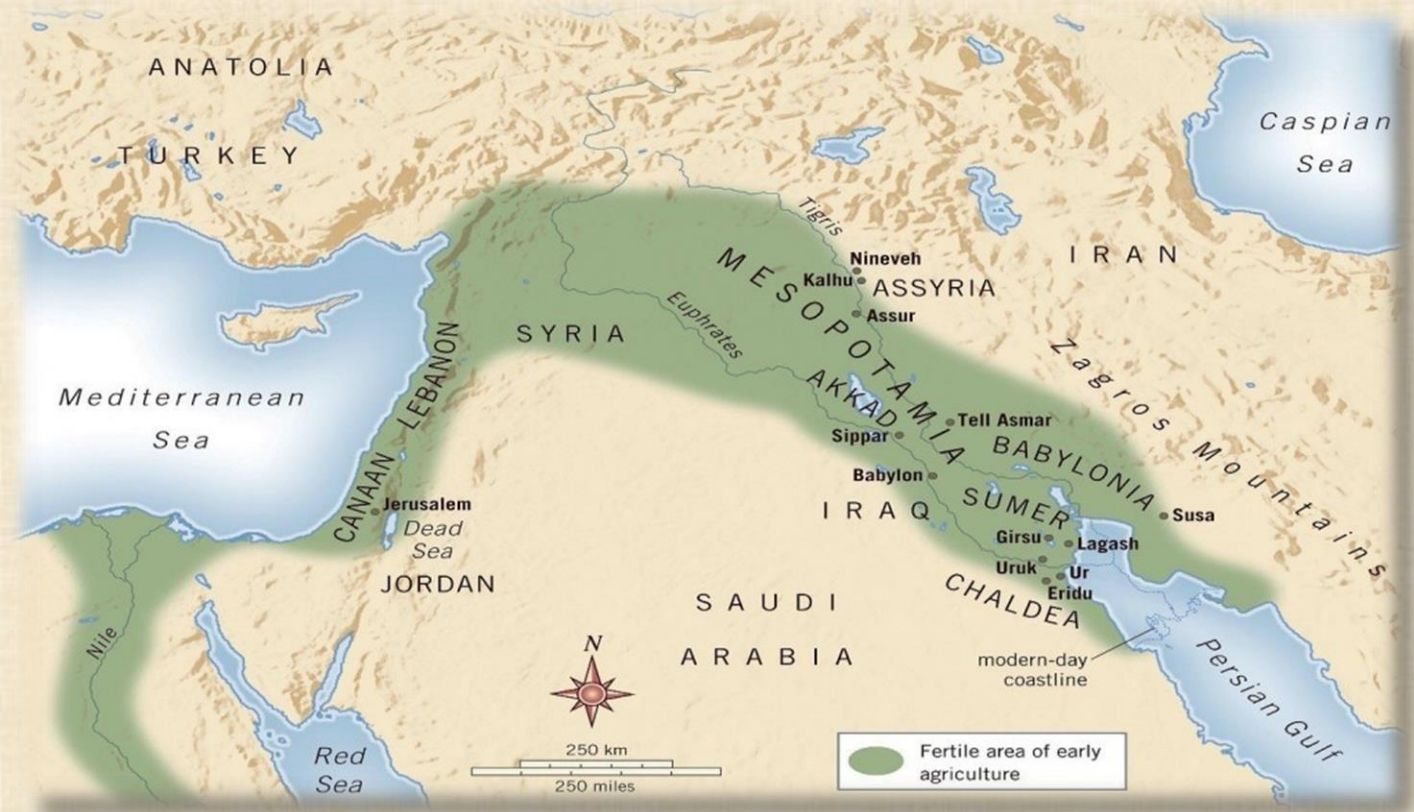 ANATOLIA
TURKEY
Caspian
Sea
Tigris
Nineveh
Kalhu
ASSYRIA
Assur
IRAN
MESOPOTAMIA
Euphrates
SYRIA
LEBANON
Mediterranean
Sea
AKKAD
Tell Asmar
Sippar
Zagros Mountains
BABYLONIA
Babylon
CANAAN
Jerusalem
Dead
Sea
IRAQ
SUMER
Susa
Girsu
Lagash
Uruk
Ur
Eridu
JORDAN
CHALDEA
SAUDI
ARABIA
Nile
N
modern-day
coastline
Persian Gulf
Red
Sea
250 km
250 miles
Fertile area of early
agriculture